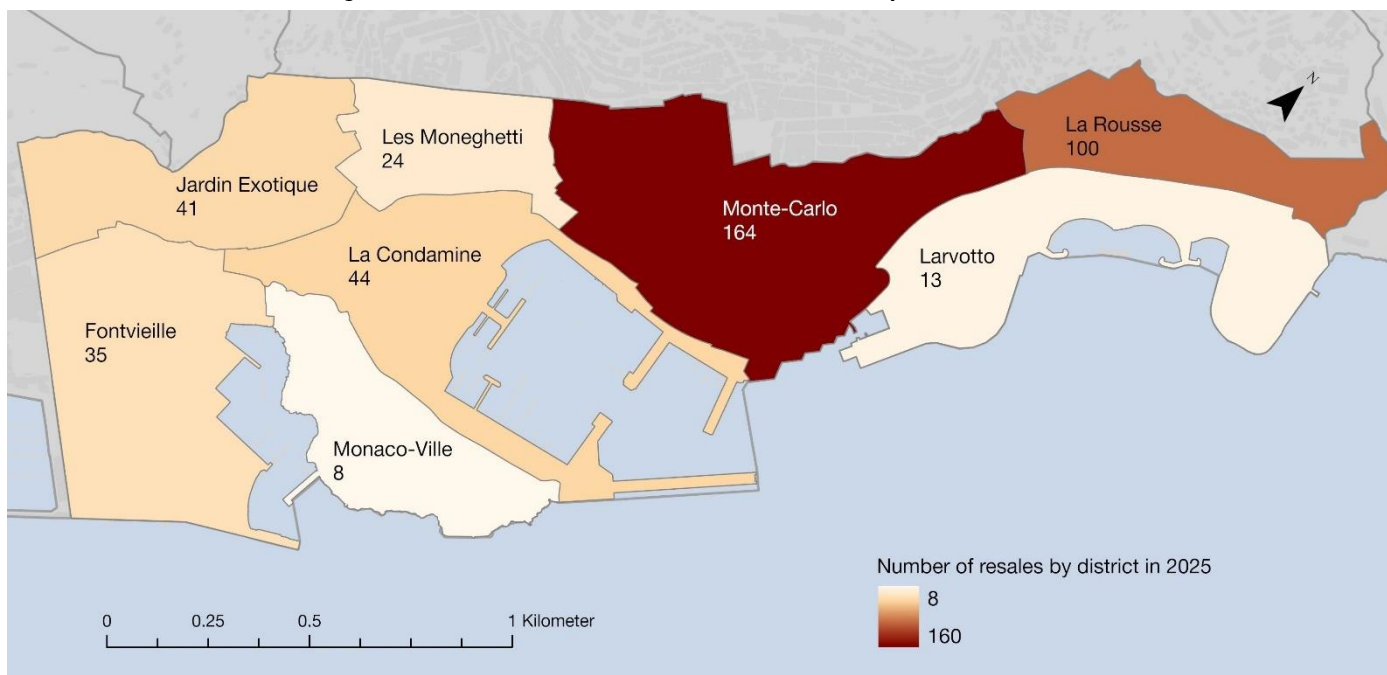 N
La Rousse
100
Les Moneghetti
24
Jardin Exotique
41
Monte-Carlo
164
La Condamine
44
Larvotto
13
Fontvieille
35
Monaco-Ville
8
Number of resales by district in 2025
8
160
0 0.25 0.5 1 Kilometer